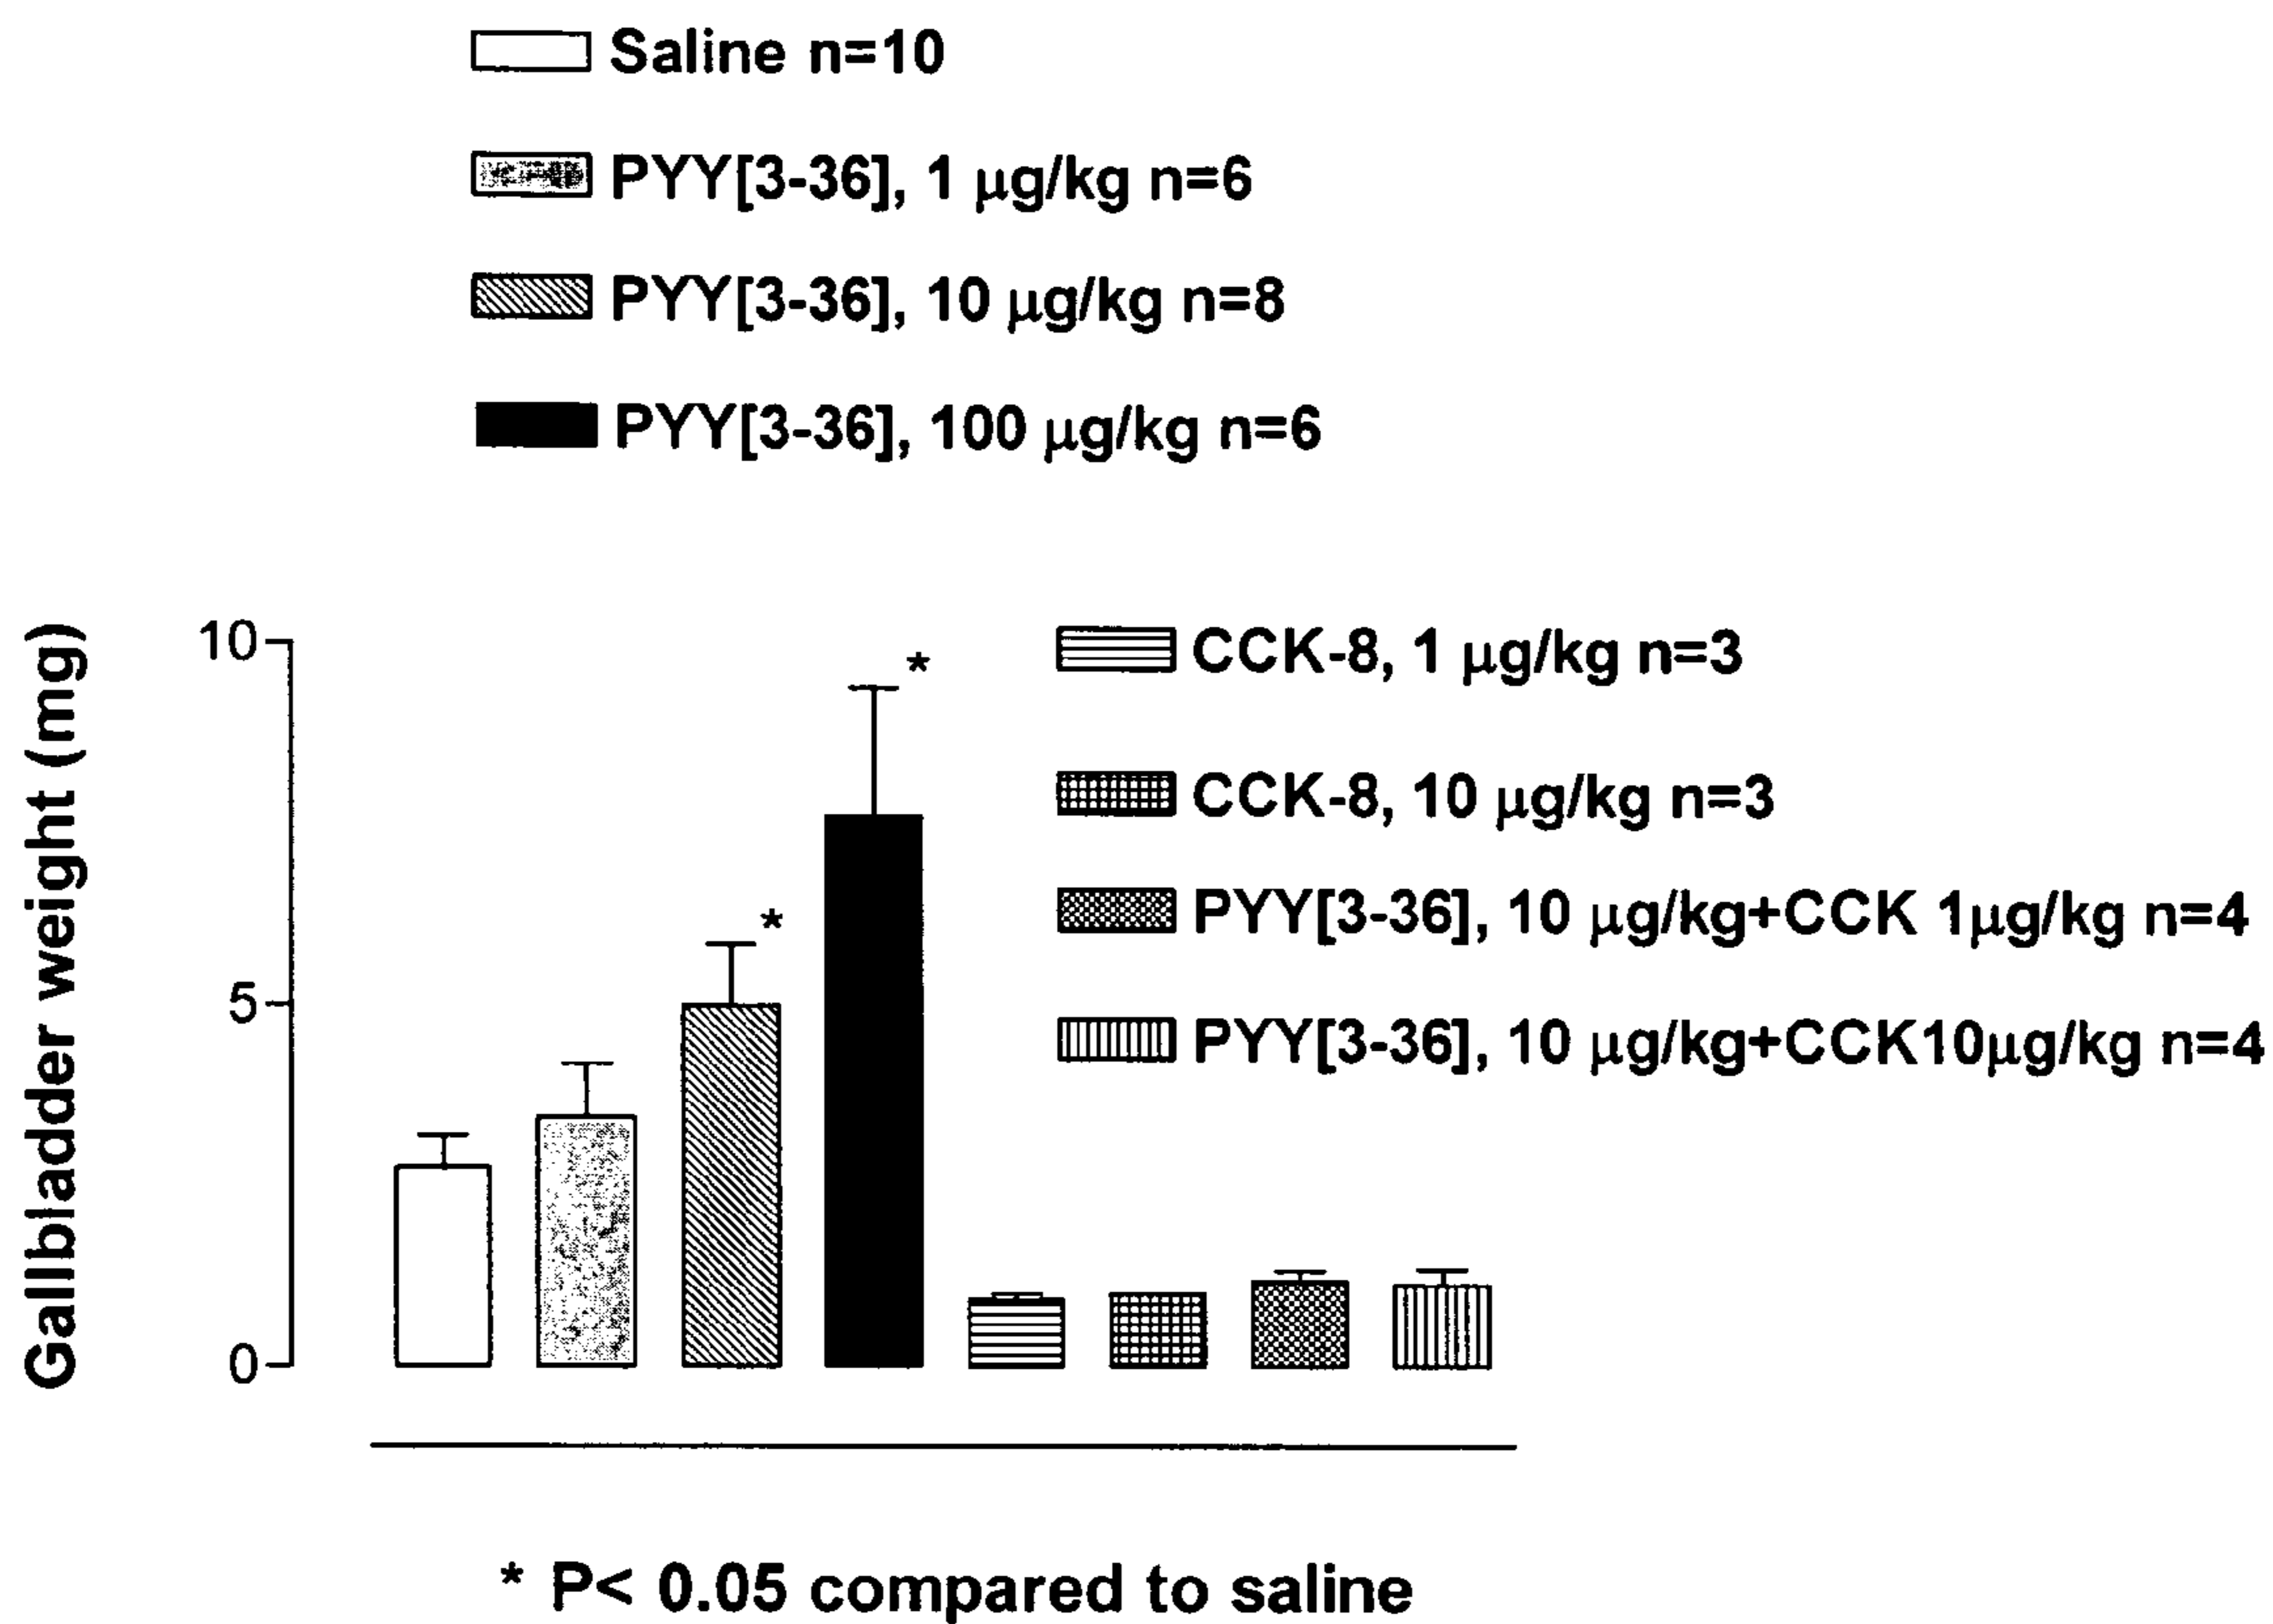 Saline n=10
PYY[3-36], 1 μg/kg n=6
PYY[3-36], 10 μg/kg n=8
PYY[3-36], 100 μg/kg n=6
Gallbladder weight (mg)
10
5
0
*
*
CCK-8, 1 μg/kg n=3
CCK-8, 10 μg/kg n=3
PYY[3-36], 10 μg/kg+CCK 1μg/kg n=4
PYY[3-36], 10 μg/kg+CCK10μg/kg n=4
* P< 0.05 compared to saline